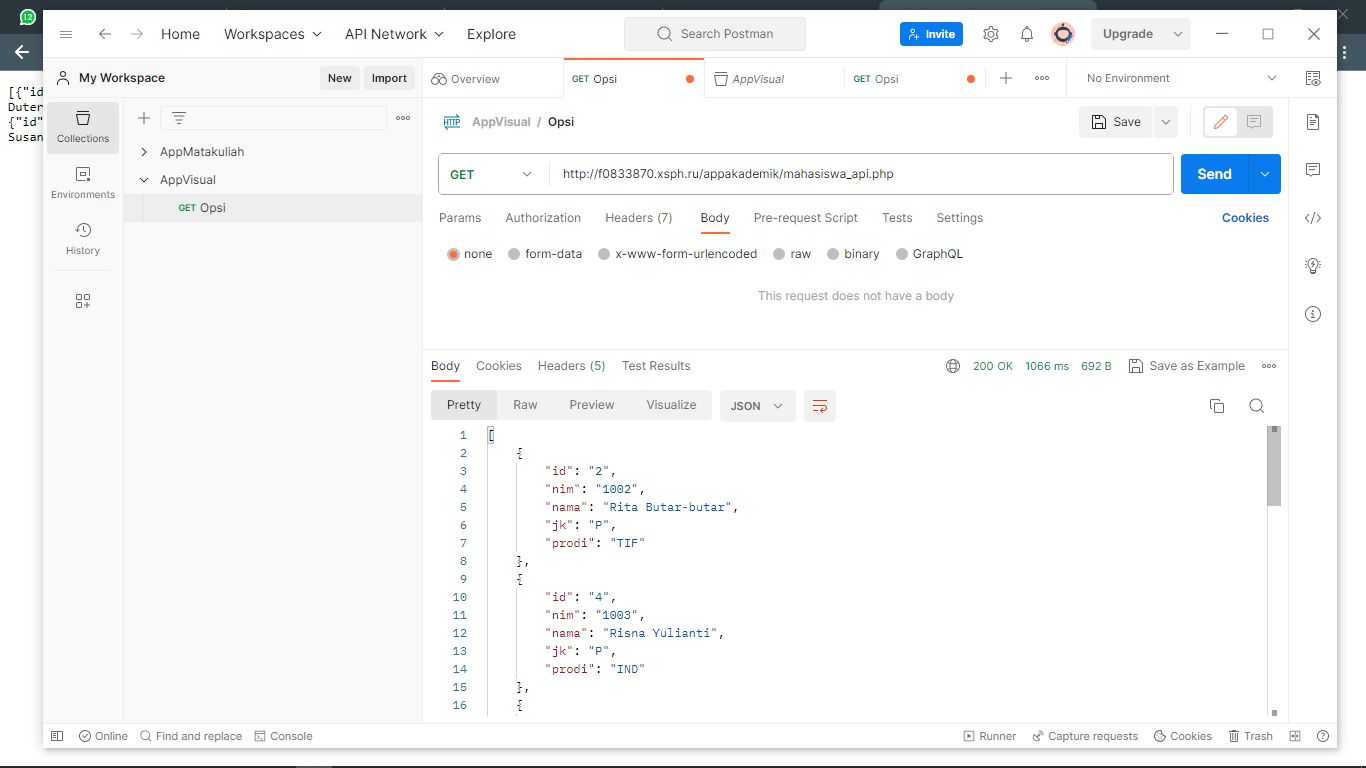 12
Home Workspaces API Network Explore Search Postman Invite Upgrade
My Workspace New Import Overview GET Opsi AppVisual GET Opsi No Environment
[{"id
Duter
{"id"
Susan
Collections
Environments
History
AppMatakuliah
AppVisual
GET Opsi
HTTP AppVisual / Opsi Save
GET http://f0833870.xsph.ru/appakademik/mahasiswa_api.php Send
Params Authorization Headers (7) Body Pre-request Script Tests Settings Cookies
none form-data x-www-form-urlencoded raw binary GraphQL
This request does not have a body
Body Cookies Headers (5) Test Results 200 OK 1066 ms 692 B Save as Example
Pretty Raw Preview Visualize JSON
1 [
2 {
3 "id": "2",
4 "nim": "1002",
5 "nama": "Rita Butar-butar",
6 "jk": "P",
7 "prodi": "TIF"
8 },
9 {
10 "id": "4",
11 "nim": "1003",
12 "nama": "Risna Yulianti",
13 "jk": "P",
14 "prodi": "IND"
15 },
16 {
Online Find and replace Console Runner Capture requests Cookies Trash